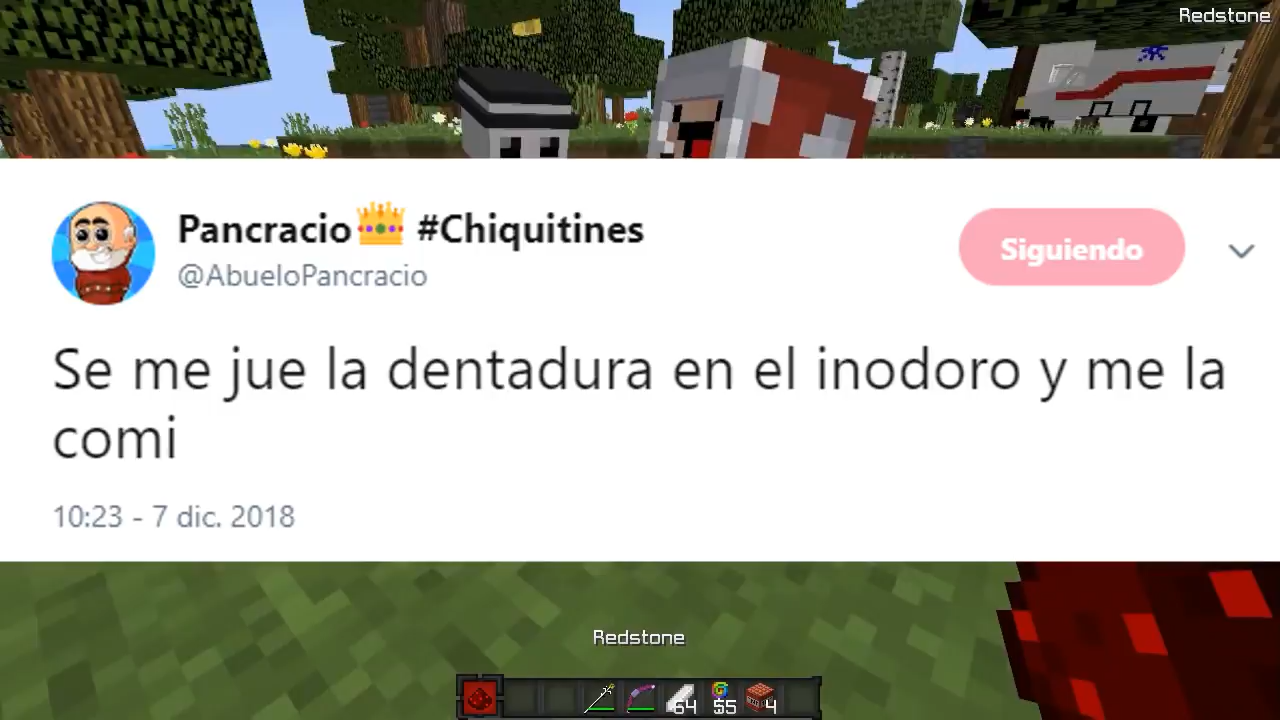 Redstone
Pancracio👑 #Chiquitines
@AbueloPancracio
Siguiendo
Se me jue la dentadura en el inodoro y me la
comi
10:23 - 7 dic. 2018
Redstone
64 55 4